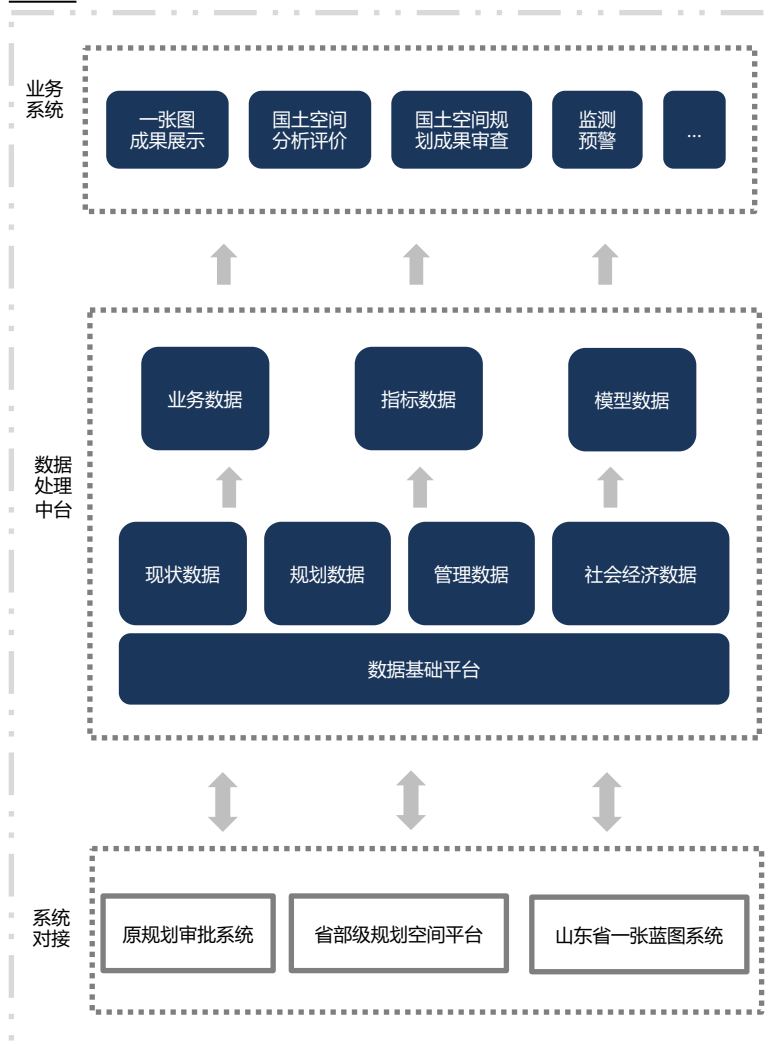 业务
系统
一张图
成果展示
国土空间
分析评价
国土空间规
划成果审查
监测
预警
...
数据
处理
中台
业务数据
指标数据
模型数据
现状数据
规划数据
管理数据
社会经济数据
数据基础平台
系统
对接
原规划审批系统
省部级规划空间平台
山东省一张蓝图系统